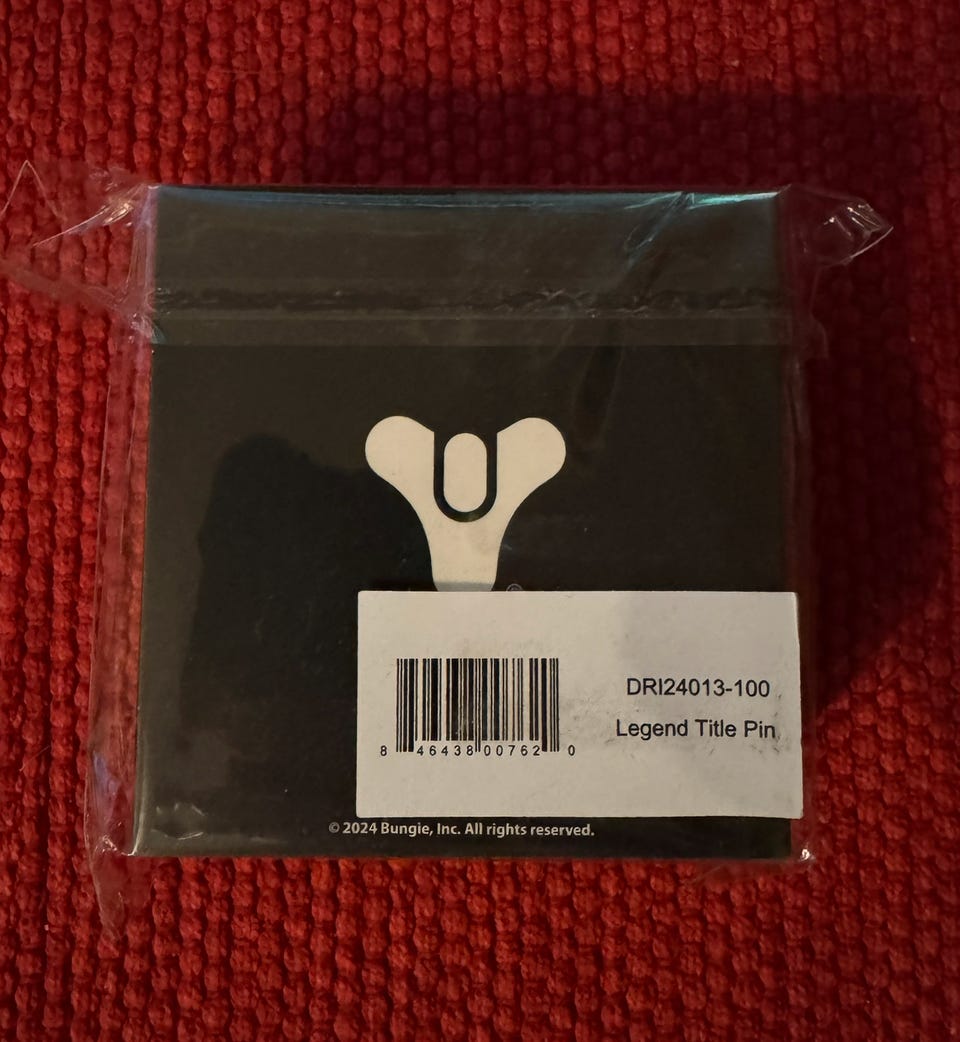 ®
DRI24013-100
Legend Title Pin
8 46438 00762 0
© 2024 Bungie, Inc. All rights reserved.